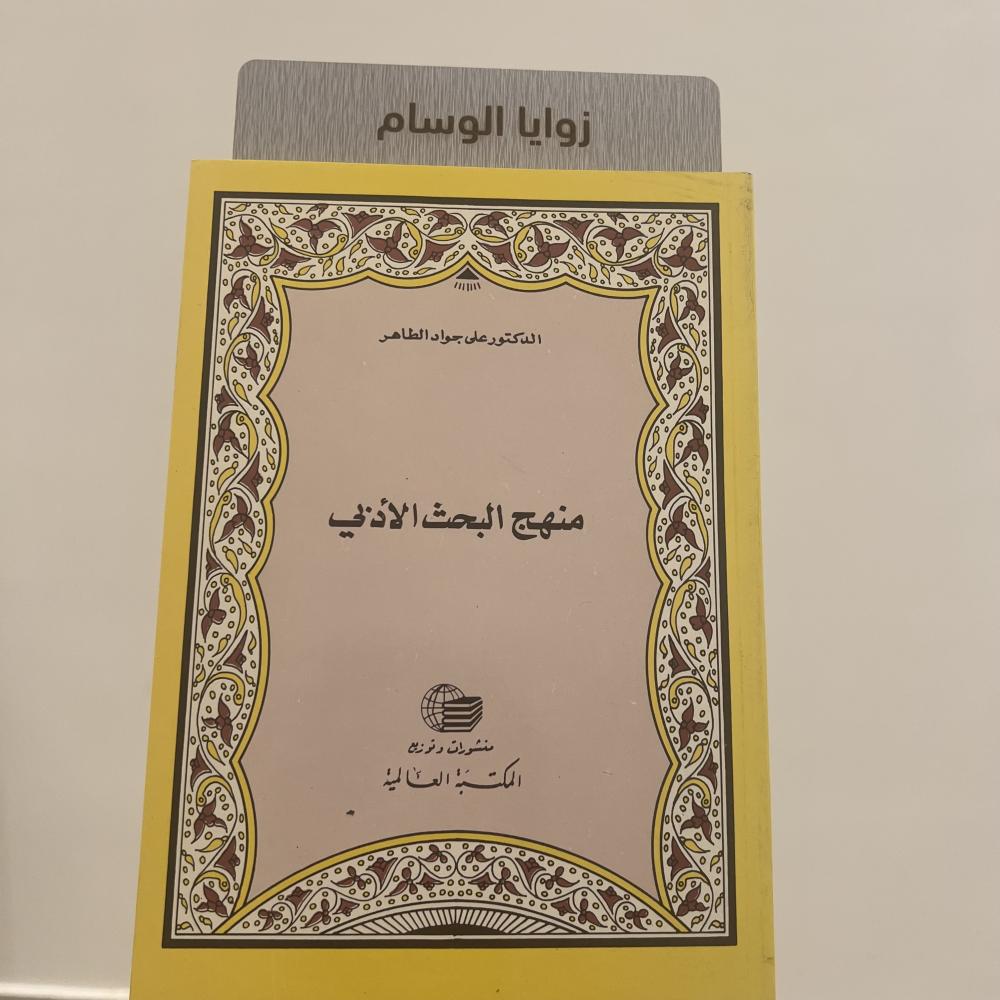 زوايا الوسام
الدكتور علي جواد الطاهر
منهج البحث الأدبي
منشورات وتوزيع
المكتبة العالمية